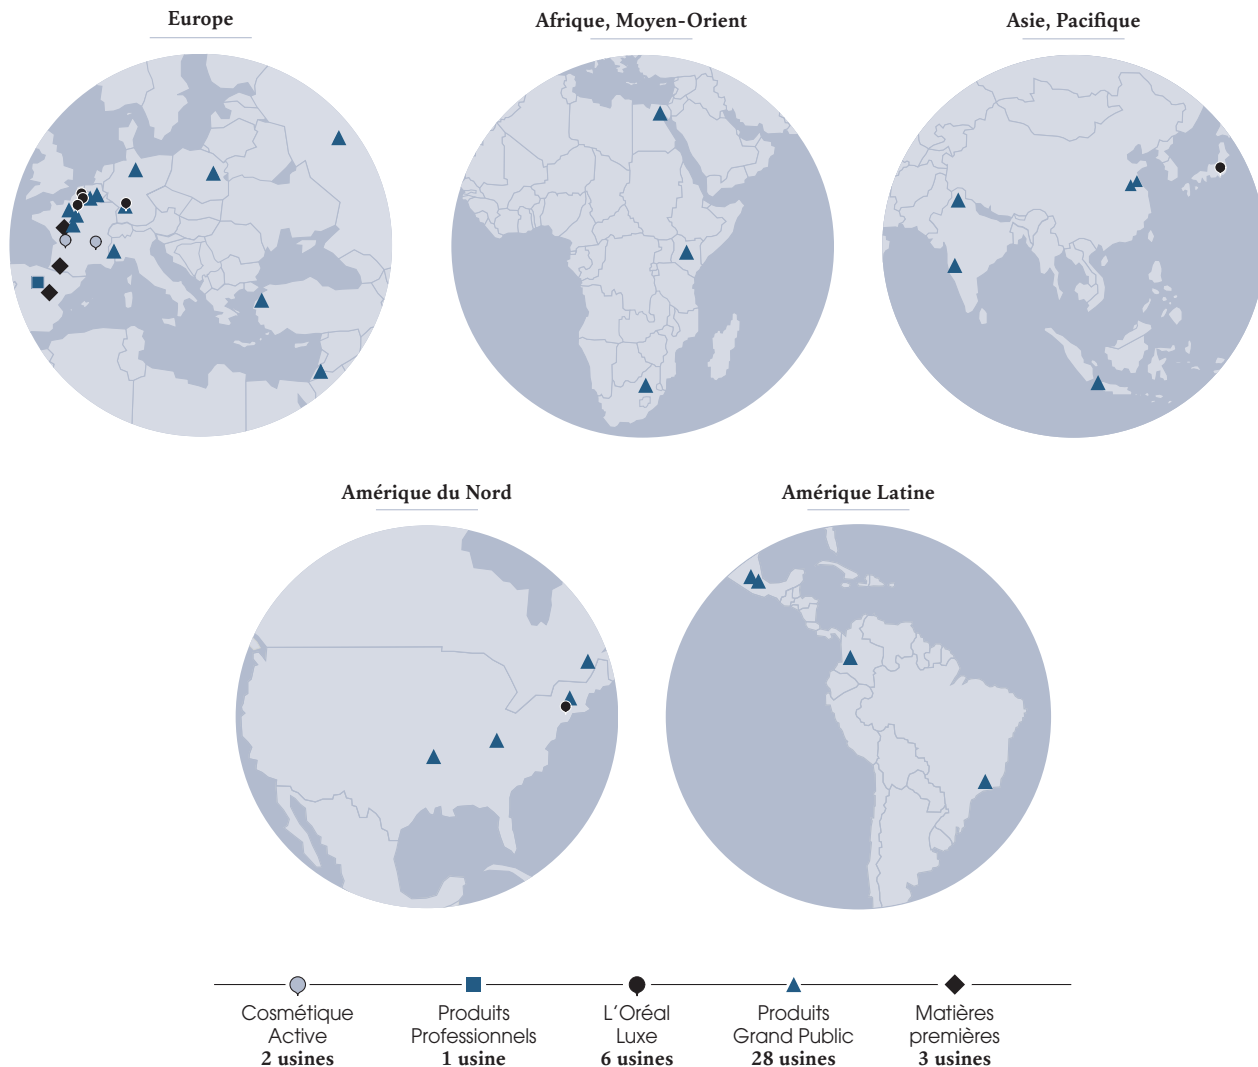 Europe
Afrique, Moyen-Orient
Asie, Pacifique
Amérique du Nord
Amérique Latine
Cosmétique
Active
2 usines
Produits
Professionnels
1 usine
L'Oréal
Luxe
6 usines
Produits
Grand Public
28 usines
Matières
premières
3 usines